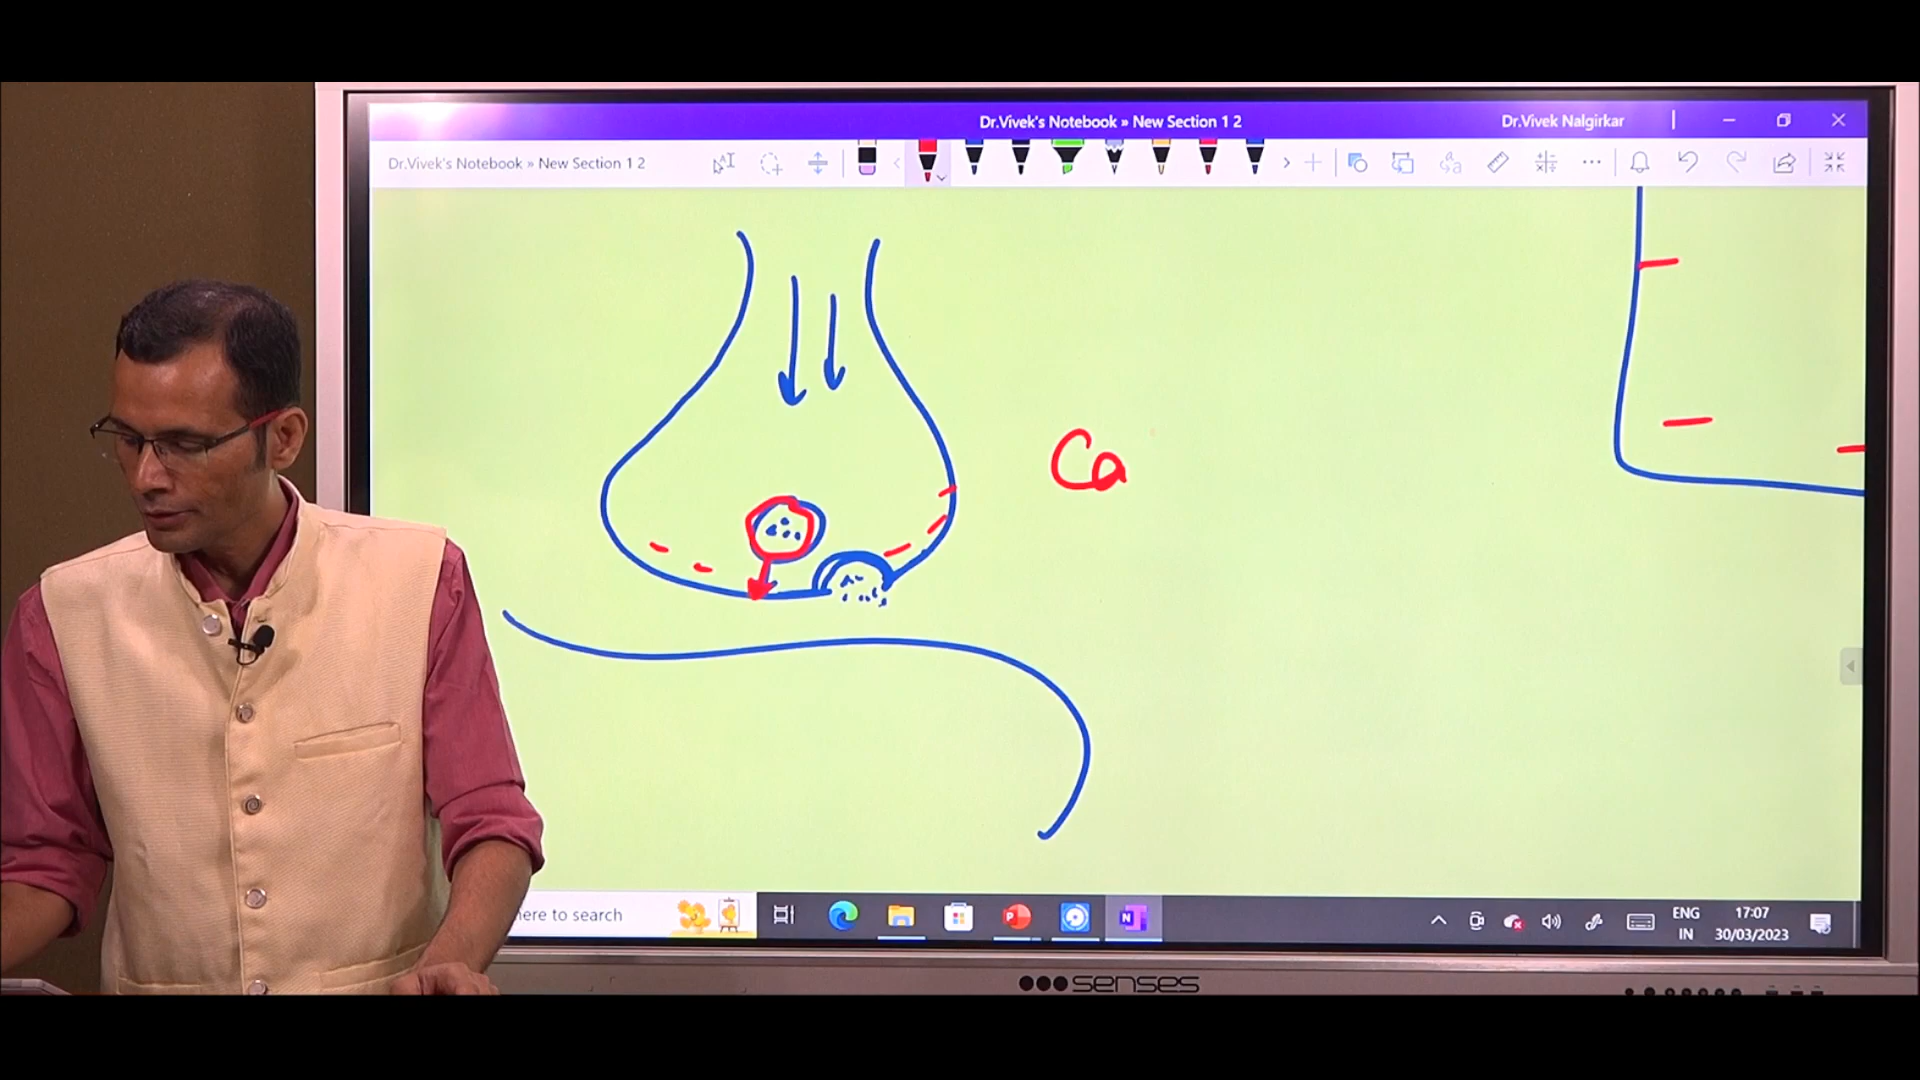 Dr.Vivek's Notebook » New Section 1 2
Dr.Vivek Nalgirkar
Dr.Vivek's Notebook » New Section 1 2
Ca
here to search
ENG
IN
17:07
30/03/2023
senses